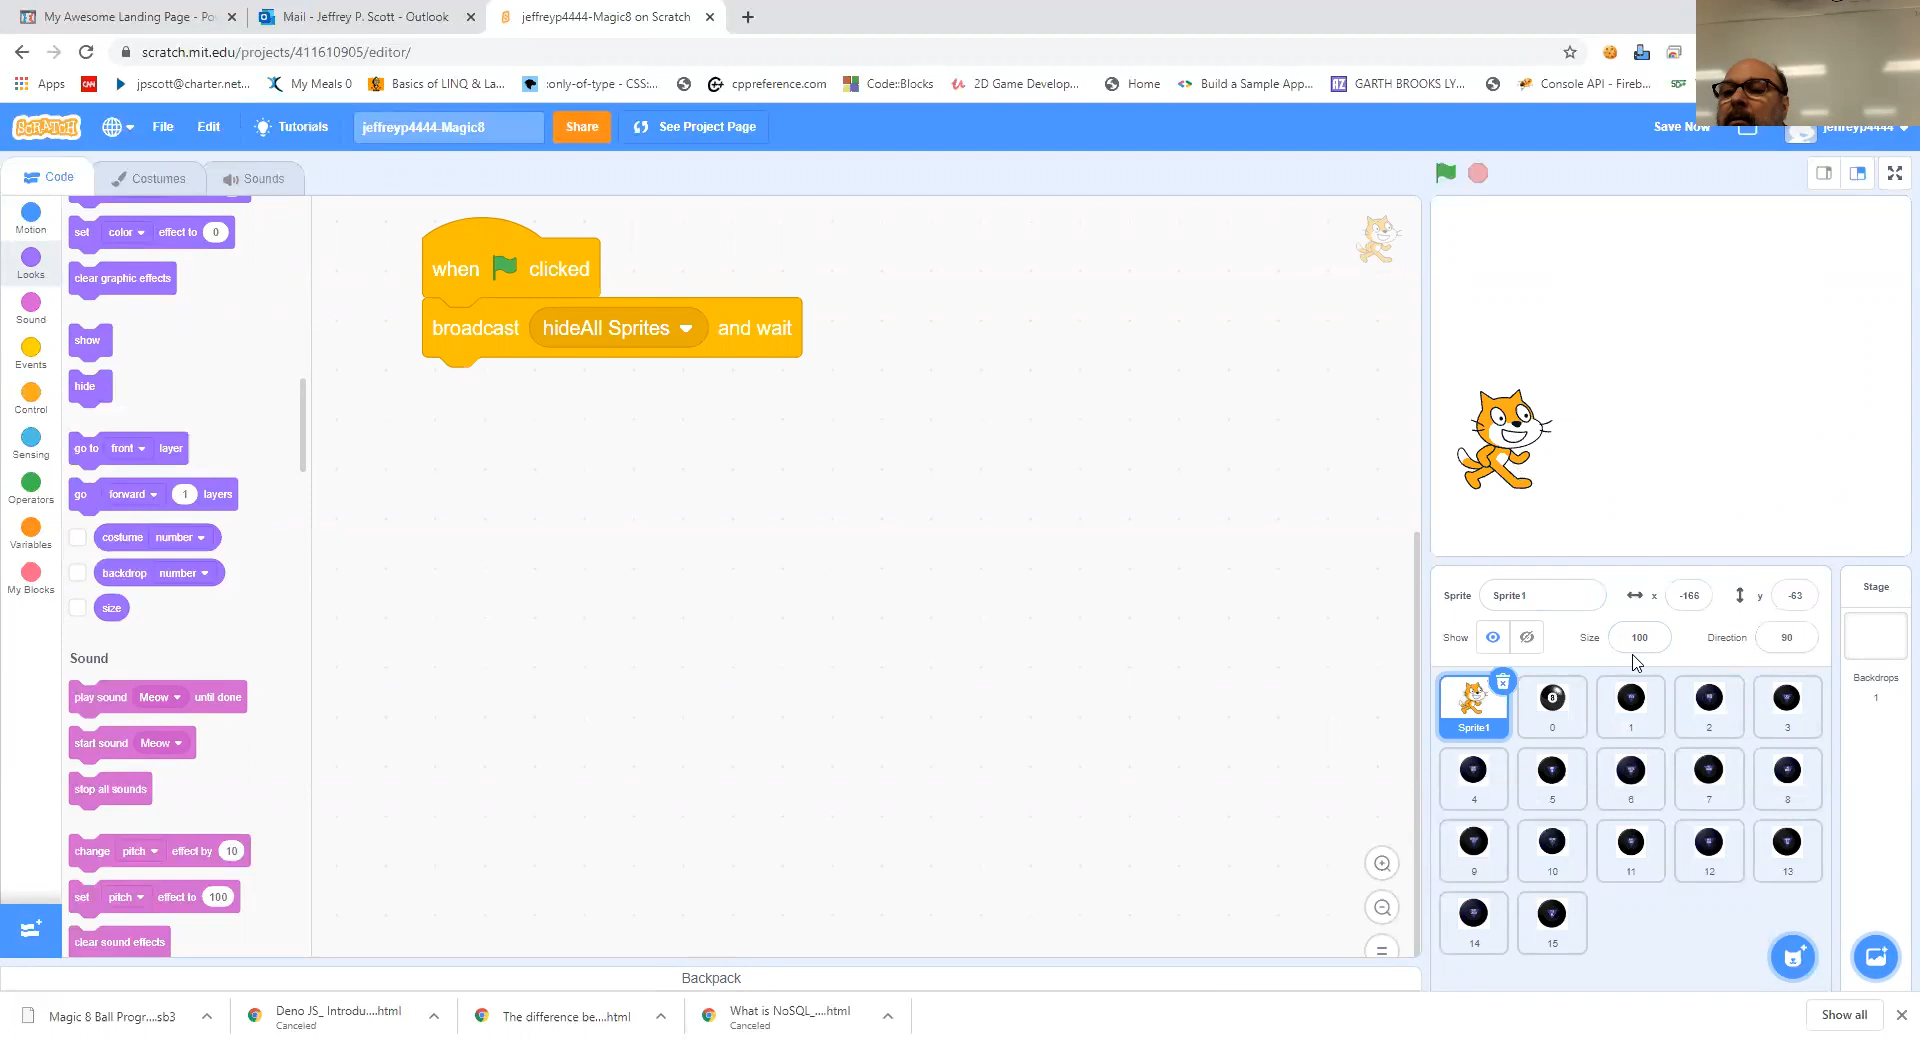 My Awesome Landing Page - Po
Mail - Jeffrey P. Scott - Outlook
jeffreyp4444-Magic8 on Scratch
scratch.mit.edu/projects/411610905/editor/
Apps
CNN
jpscott@charter.net...
My Meals 0
Basics of LINQ & La...
:only-of-type - CSS:...
cppreference.com
Code::Blocks
2D Game Develop...
Home
Build a Sample App...
GARTH BROOKS LY...
Console API - Fireb...
SCRATCH
File
Edit
Tutorials
jeffreyp4444-Magic8
Share
See Project Page
Save Now
jeffreyp4444
Code
Costumes
Sounds
Motion
Looks
Sound
Events
Control
Sensing
Operators
Variables
My Blocks
set color effect to 0
clear graphic effects
show
hide
go to front layer
go forward 1 layers
costume number
backdrop number
size
Sound
play sound Meow until done
start sound Meow
stop all sounds
change pitch effect by 10
set pitch effect to 100
clear sound effects
when clicked
broadcast hideAll Sprites and wait
Sprite Sprite1 x -166 y -63
Show Size 100 Direction 90
Sprite1 0 1 2 3
4 5 6 7 8
9 10 11 12 13
14 15
Stage
Backdrops
1
Backpack
Magic 8 Ball Progr....sb3
Deno JS_ Introdu....html
Canceled
The difference be....html
What is NoSQL_....html
Canceled
Show all